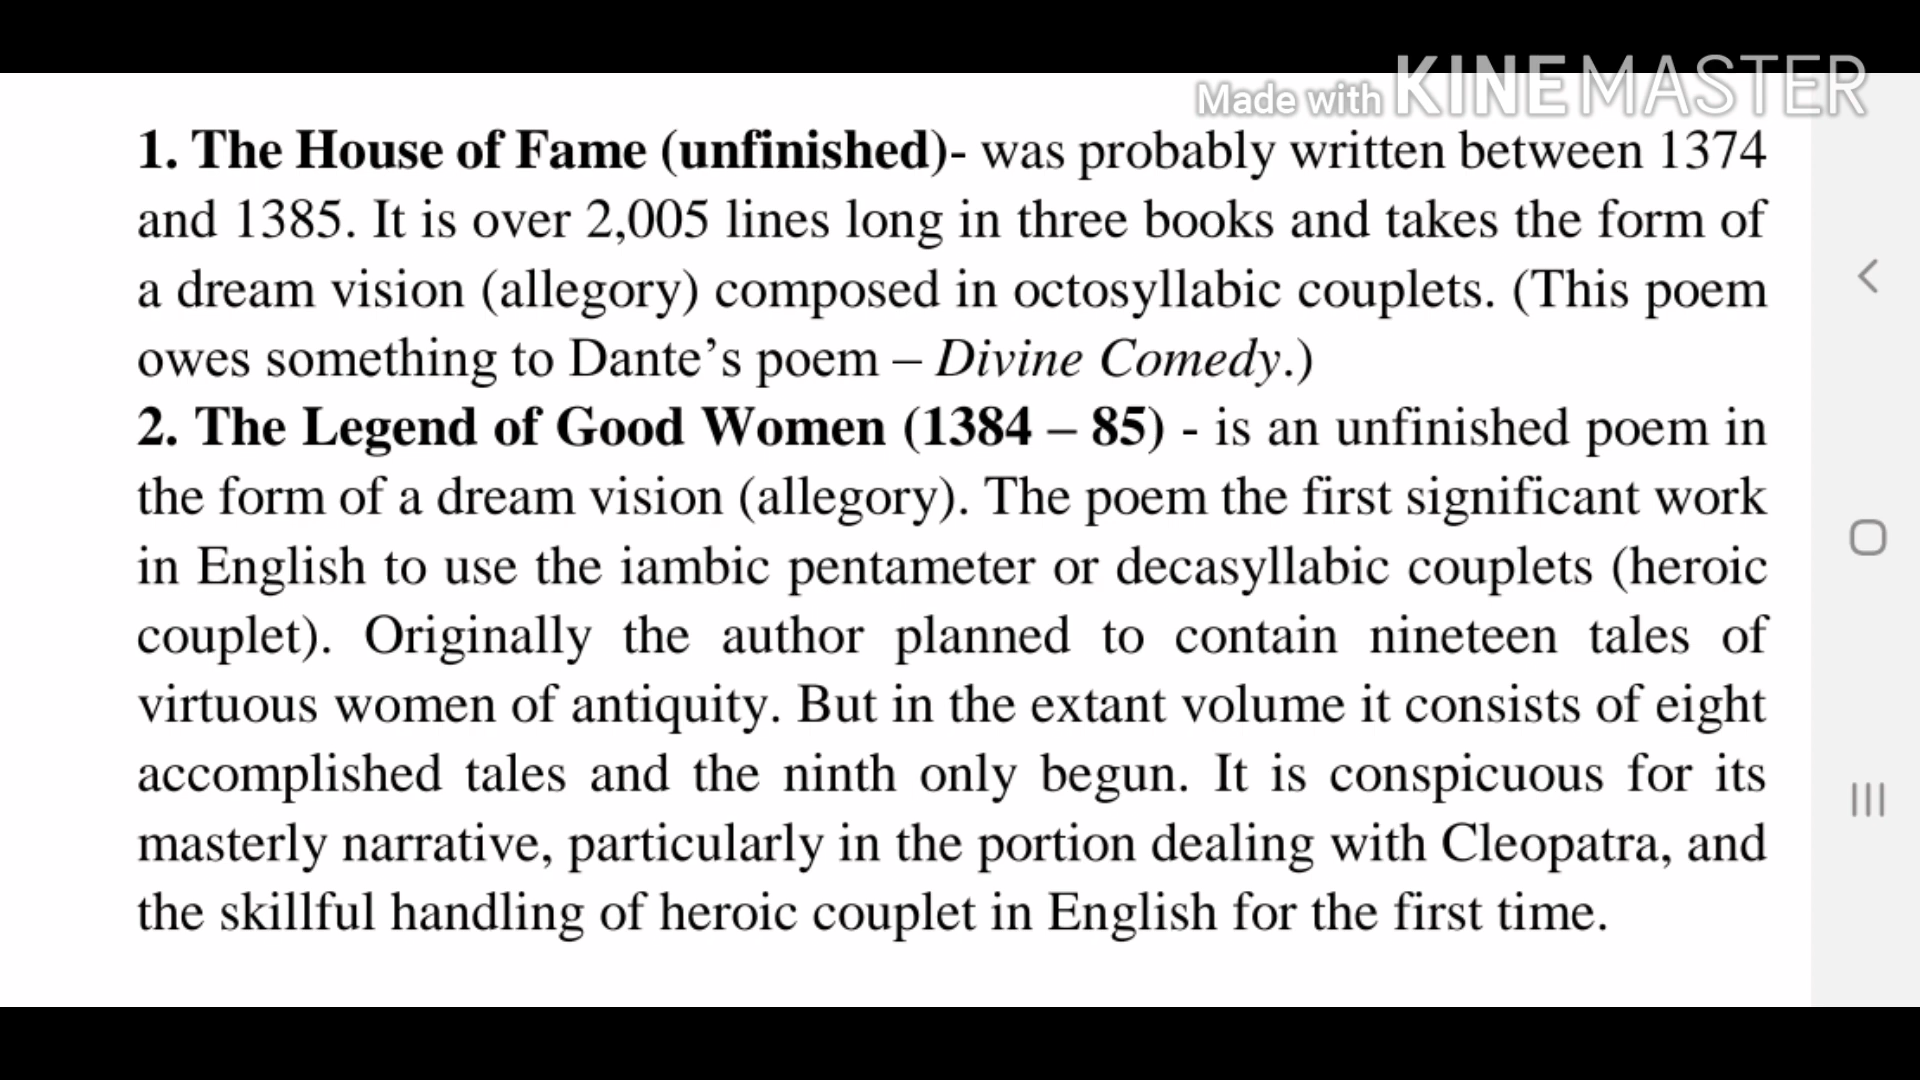 Made with KINEMASTER
1. The House of Fame (unfinished)- was probably written between 1374
and 1385. It is over 2,005 lines long in three books and takes the form of
a dream vision (allegory) composed in octosyllabic couplets. (This poem
owes something to Dante’s poem – Divine Comedy.)
2. The Legend of Good Women (1384 – 85) - is an unfinished poem in
the form of a dream vision (allegory). The poem the first significant work
in English to use the iambic pentameter or decasyllabic couplets (heroic
couplet). Originally the author planned to contain nineteen tales of
virtuous women of antiquity. But in the extant volume it consists of eight
accomplished tales and the ninth only begun. It is conspicuous for its
masterly narrative, particularly in the portion dealing with Cleopatra, and
the skillful handling of heroic couplet in English for the first time.